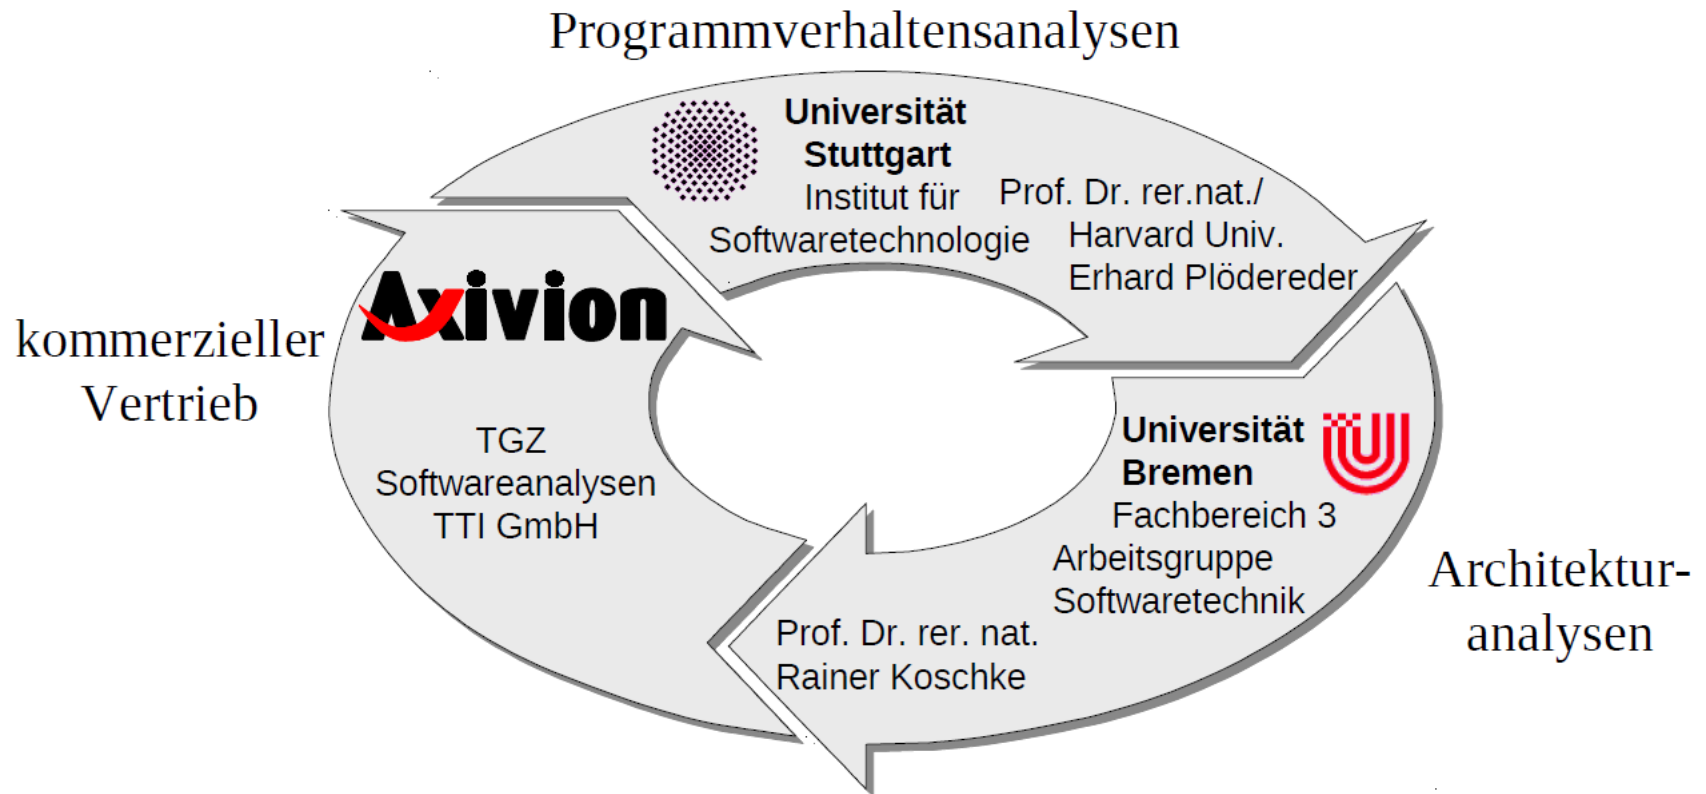 Programmverhaltensanalysen
Universität
Stuttgart
Institut für
Softwaretechnologie
Prof. Dr. rer.nat./
Harvard Univ.
Erhard Plödereder
Axivion
kommerzieller
Vertrieb
TGZ
Softwareanalysen
TTI GmbH
Universität
Bremen
Fachbereich 3
Arbeitsgruppe
Softwaretechnik
Prof. Dr. rer. nat.
Rainer Koschke
Architektur-
analysen